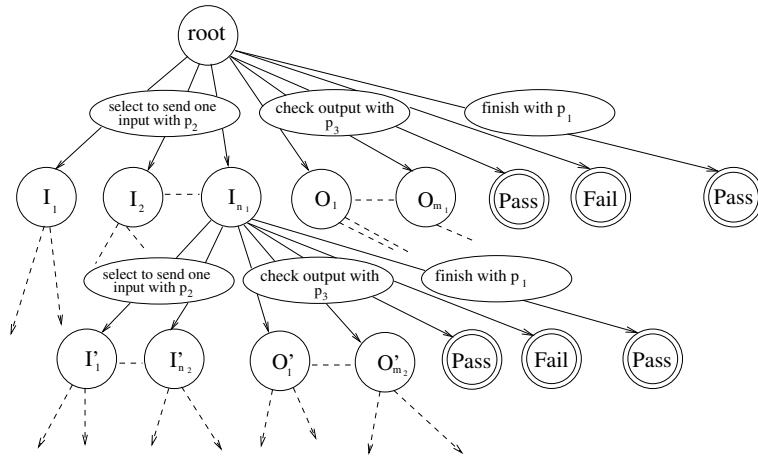 root
select to send one
input with p₂
check output with
p₃
finish with p₁
I₁
I₂
Iₙ₁
O₁
Oₘ₁
Pass
Fail
Pass
select to send one
input with p₂
check output with
p₃
finish with p₁
I'₁
I'ₙ₂
O'₁
O'ₘ₂
Pass
Fail
Pass